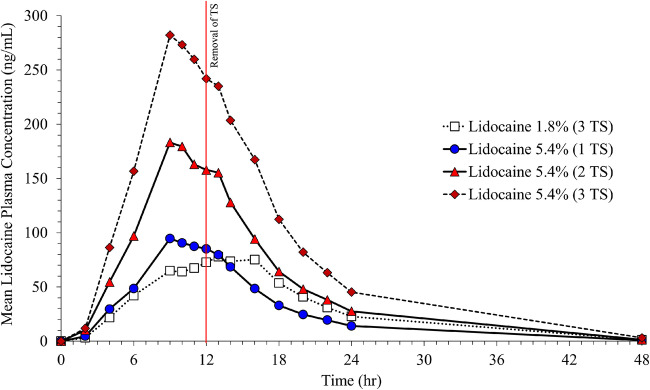 Mean Lidocaine Plasma Concentration (ng/mL)
300
250
200
150
100
50
0
Removal of TS
Lidocaine 1.8% (3 TS)
Lidocaine 5.4% (1 TS)
Lidocaine 5.4% (2 TS)
Lidocaine 5.4% (3 TS)
0 6 12 18 24 30 36 42 48
Time (hr)